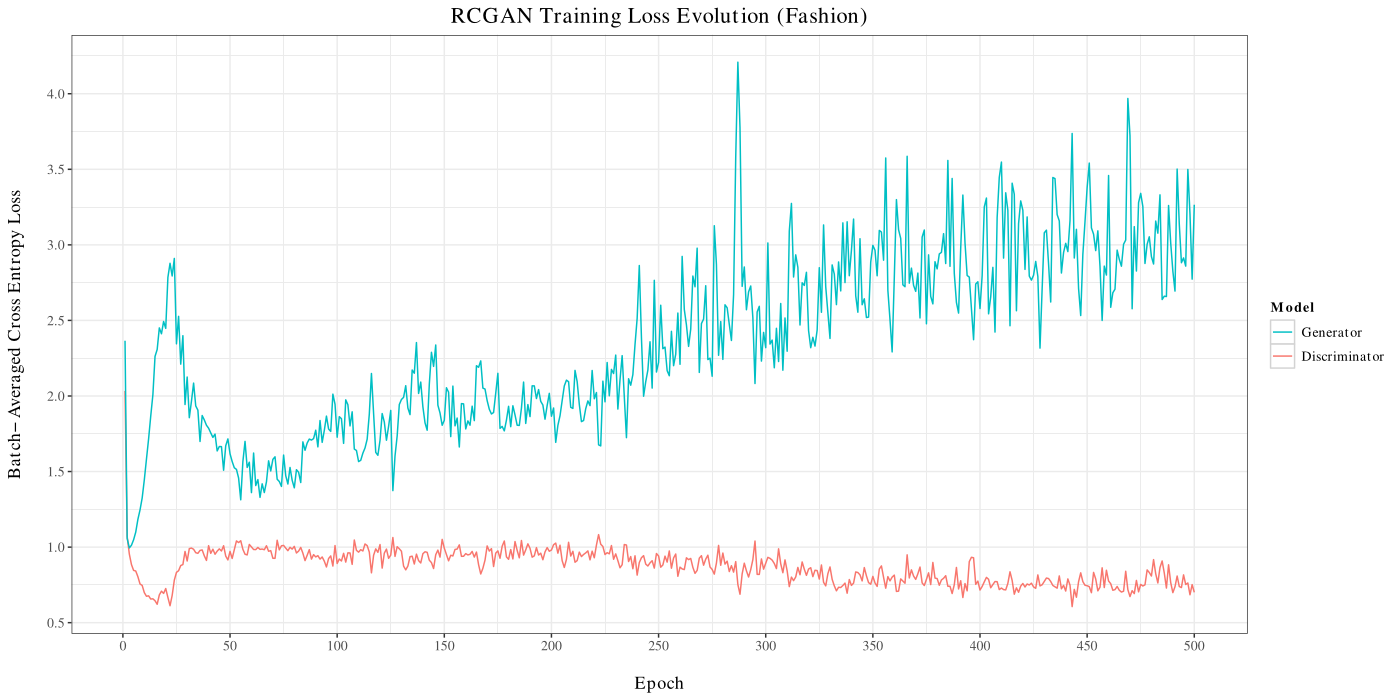 RCGAN Training Loss Evolution (Fashion)
Batch-Averaged Cross Entropy Loss
4.0
3.5
3.0
2.5
2.0
1.5
1.0
0.5
0 50 100 150 200 250 300 350 400 450 500
Epoch
Model
Generator
Discriminator